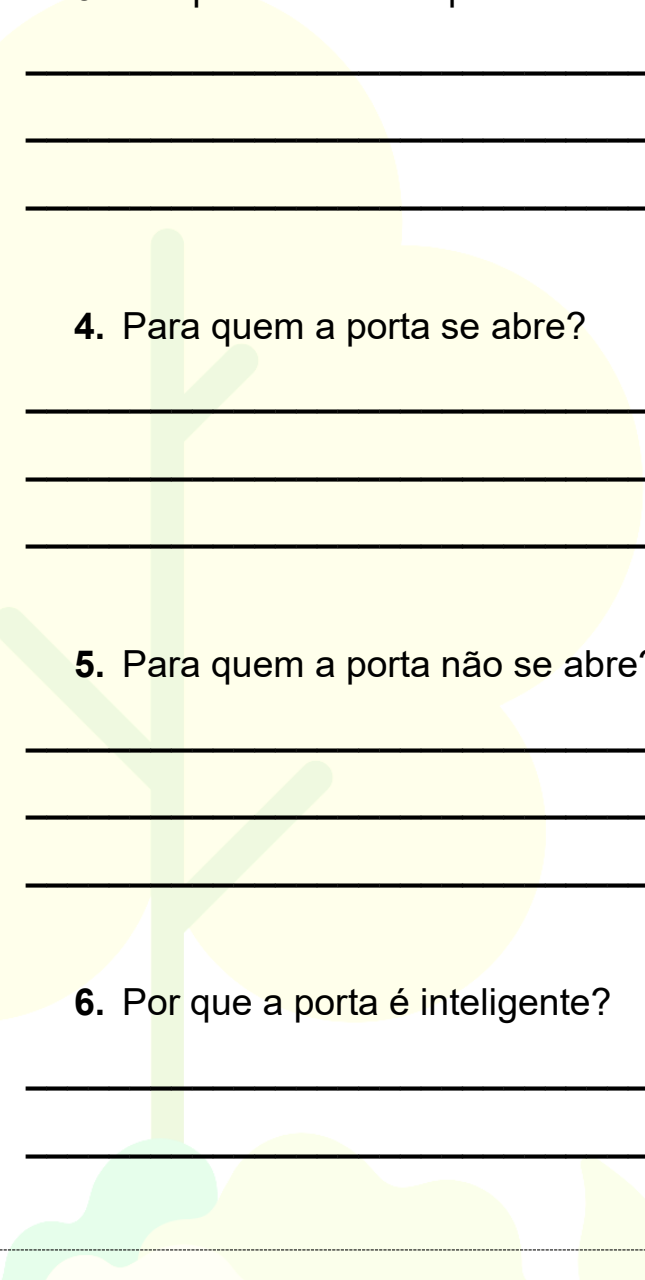 4. Para quem a porta se abre?
5. Para quem a porta não se abre?
6. Por que a porta é inteligente?